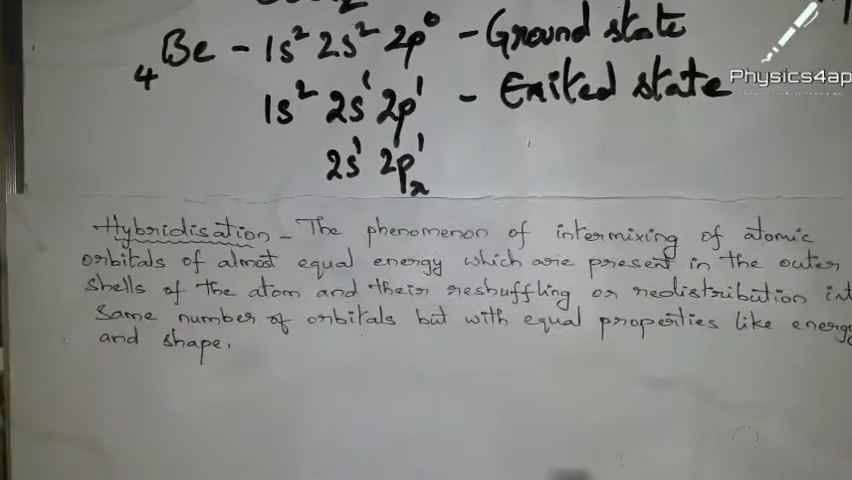 ₄Be - 1s² 2s² 2p⁰ - Ground state
Physics4ap
1s² 2s¹ 2p¹ - Exited state
2s¹ 2pₓ¹
Hybridisation - The phenomenon of intermixing of atomic
orbitals of almost equal energy which are present in the outer
shells of the atom and their reshuffling or redistribution int
same number of orbitals but with equal properties like energy
and shape.